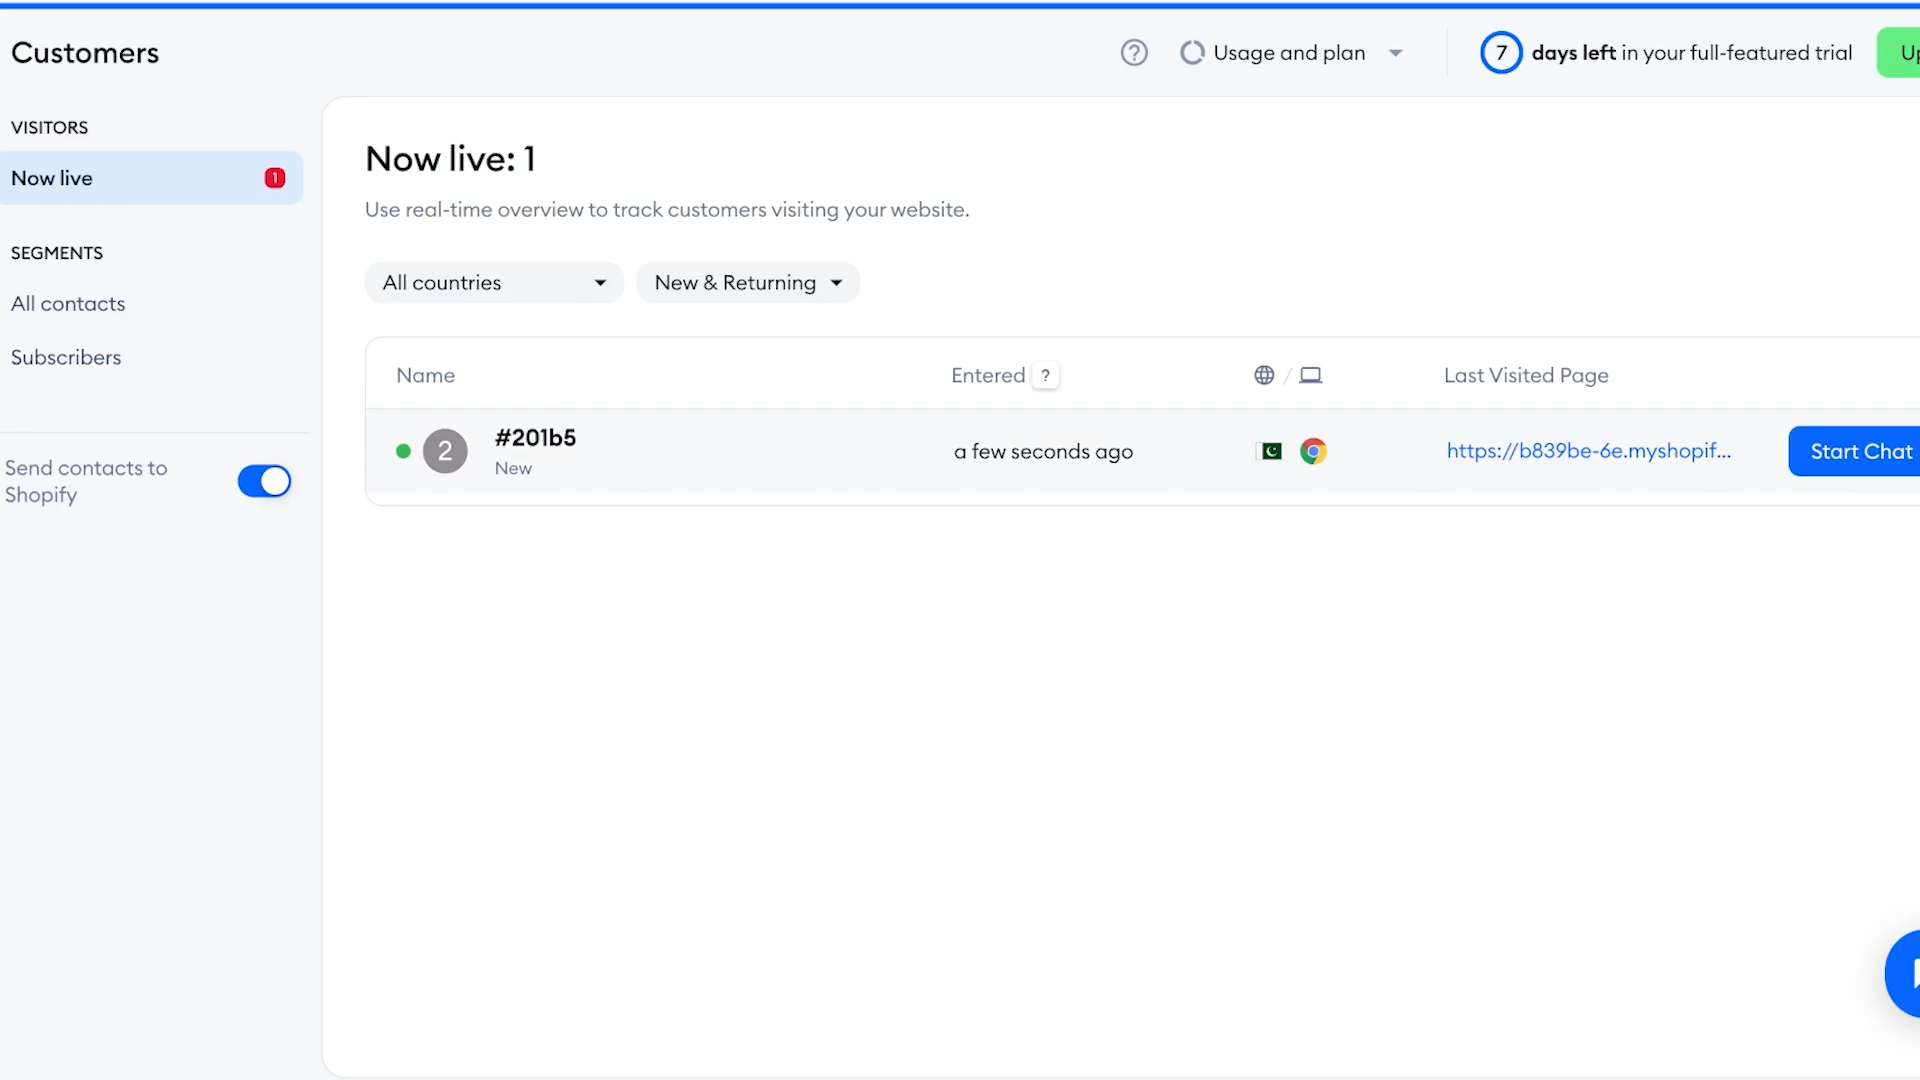 Customers
Usage and plan
7 days left in your full-featured trial
Up
VISITORS
Now live 1
SEGMENTS
All contacts
Subscribers
Send contacts to
Shopify
Now live: 1
Use real-time overview to track customers visiting your website.
All countries
New & Returning
Name
Entered ?
/
Last Visited Page
2
#201b5
New
a few seconds ago
https://b839be-6e.myshopif...
Start Chat